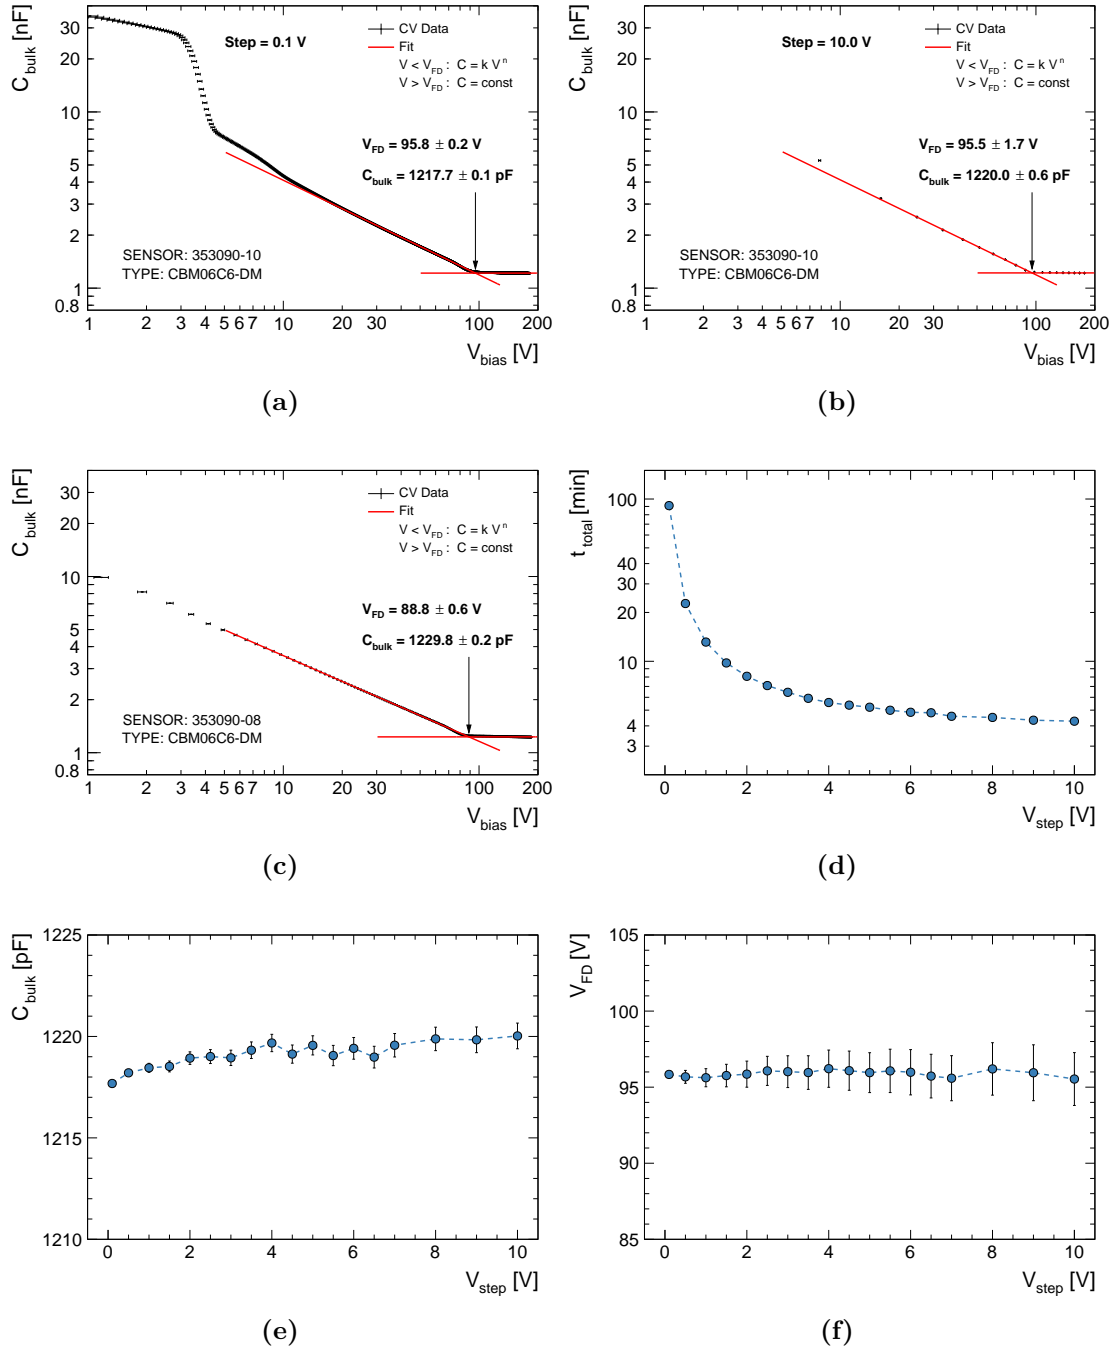 C_bulk [nF]
30
20
10
5
4
3
2
1
0.8
Step = 0.1 V
CV Data
Fit
V < V_FD : C = k V^n
V > V_FD : C = const
V_FD = 95.8 ± 0.2 V
C_bulk = 1217.7 ± 0.1 pF
SENSOR: 353090-10
TYPE: CBM06C6-DM
1 2 3 4 5 6 7 10 20 30 100 200
V_bias [V]
(a)
C_bulk [nF]
30
20
10
5
4
3
2
1
0.8
Step = 10.0 V
CV Data
Fit
V < V_FD : C = k V^n
V > V_FD : C = const
V_FD = 95.5 ± 1.7 V
C_bulk = 1220.0 ± 0.6 pF
SENSOR: 353090-10
TYPE: CBM06C6-DM
1 2 3 4 5 6 7 10 20 30 100 200
V_bias [V]
(b)
C_bulk [nF]
30
20
10
5
4
3
2
1
0.8
CV Data
Fit
V < V_FD : C = k V^n
V > V_FD : C = const
V_FD = 88.8 ± 0.6 V
C_bulk = 1229.8 ± 0.2 pF
SENSOR: 353090-08
TYPE: CBM06C6-DM
1 2 3 4 5 6 7 10 20 30 100 200
V_bias [V]
(c)
t_total [min]
100
40
30
20
10
4
3
0 2 4 6 8 10
V_step [V]
(d)
C_bulk [pF]
1225
1220
1215
1210
0 2 4 6 8 10
V_step [V]
(e)
V_FD [V]
105
100
95
90
85
0 2 4 6 8 10
V_step [V]
(f)